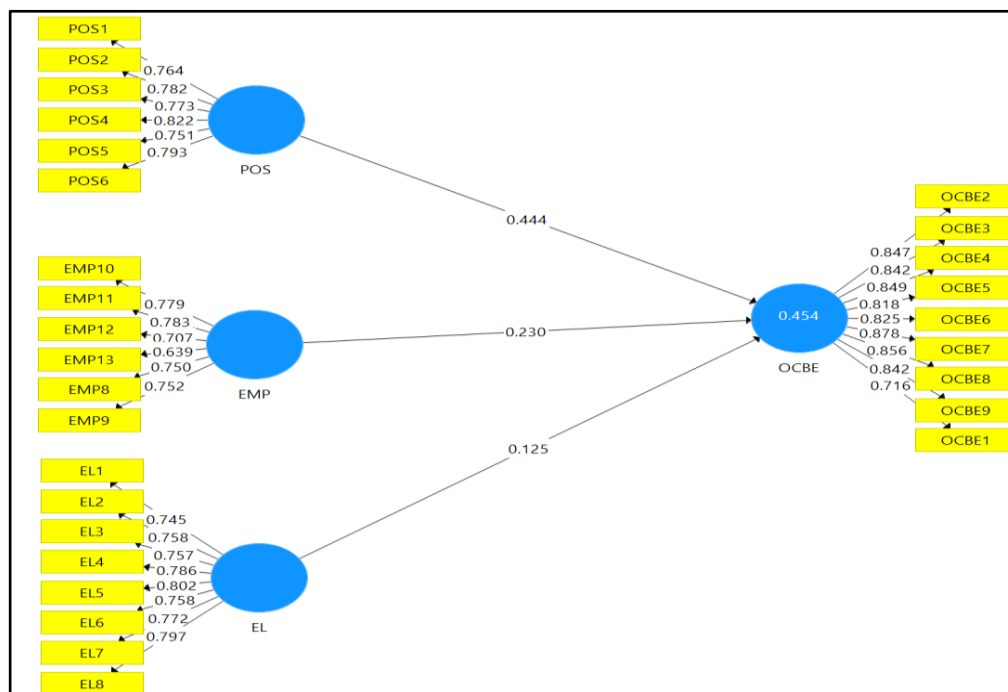 POS1
POS2
POS3
POS4
POS5
POS6
0.764
0.782
0.773
0.822
0.751
0.793
POS
0.444
EMP10
EMP11
EMP12
EMP13
EMP8
EMP9
0.779
0.783
0.707
0.639
0.750
0.752
EMP
0.230
EL1
EL2
EL3
EL4
EL5
EL6
EL7
EL8
0.745
0.758
0.757
0.786
0.802
0.758
0.772
0.797
EL
0.125
0.454
OCBE
0.847
0.842
0.849
0.818
0.825
0.878
0.856
0.842
0.716
OCBE2
OCBE3
OCBE4
OCBE5
OCBE6
OCBE7
OCBE8
OCBE9
OCBE1